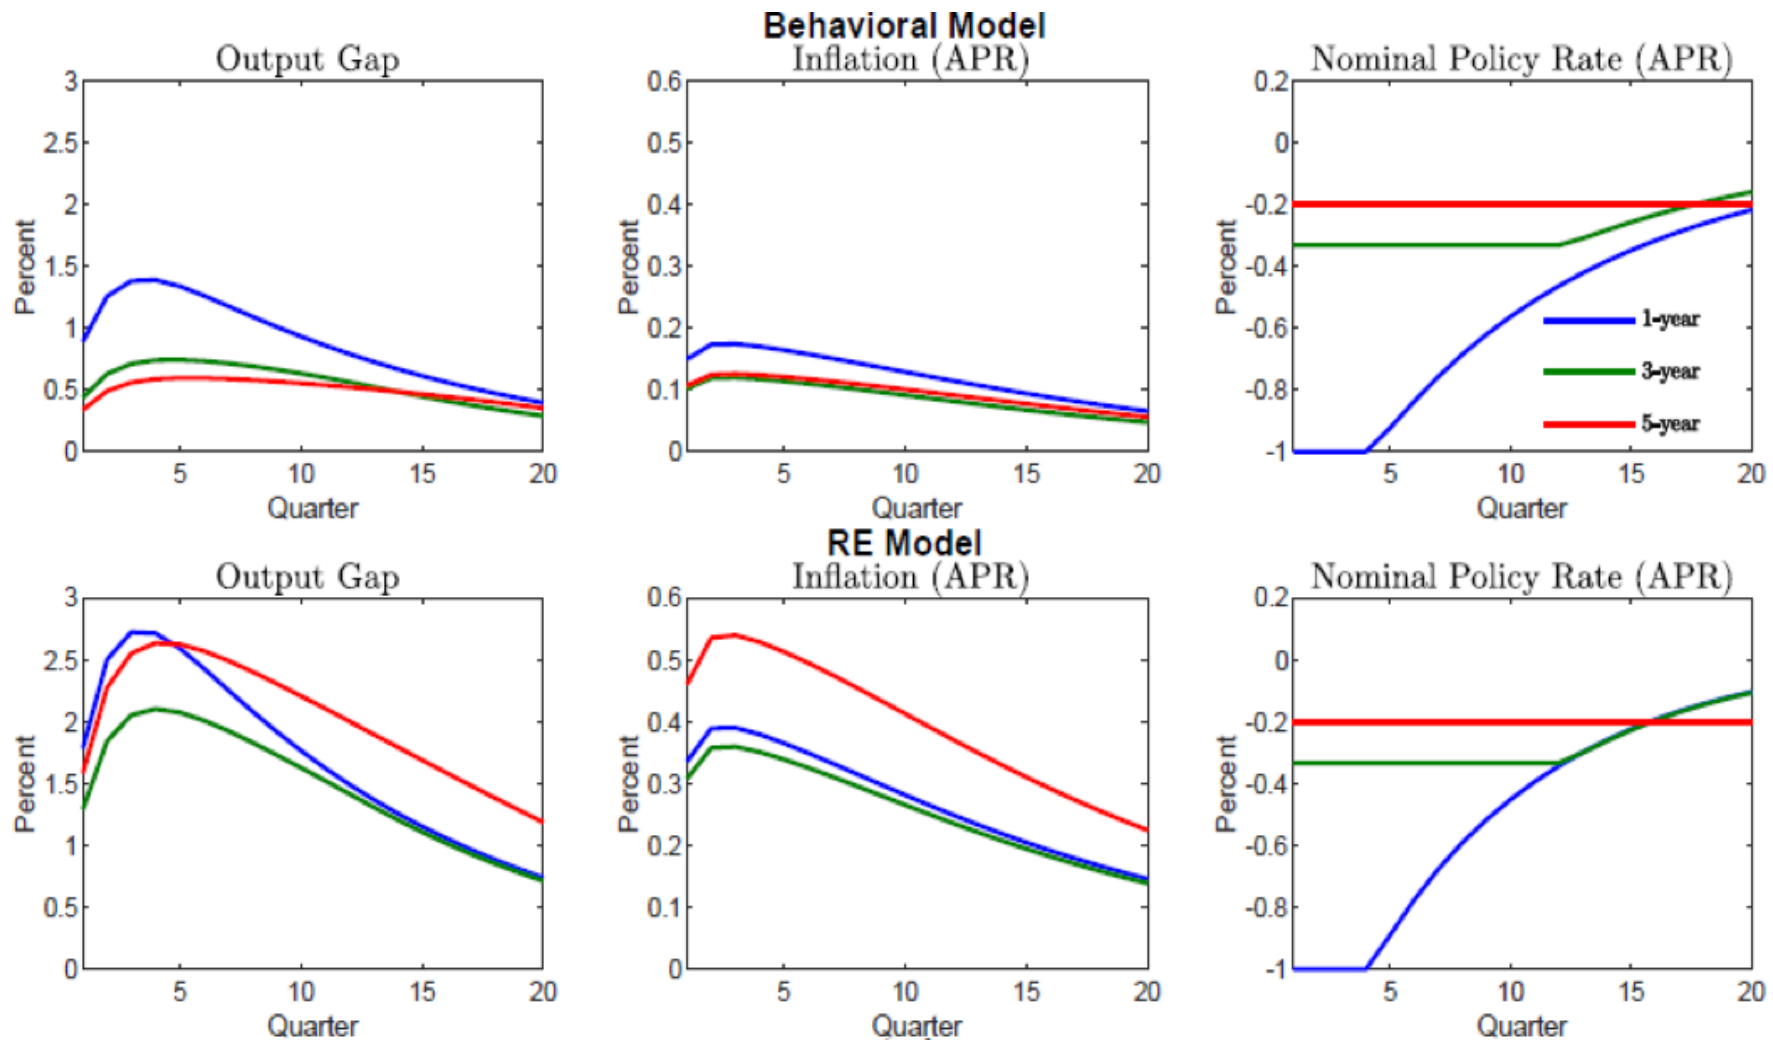 Behavioral Model
Output Gap
Inflation (APR)
Nominal Policy Rate (APR)
3
2.5
2
1.5
1
0.5
0
Percent
5
10
15
20
Quarter
0.6
0.5
0.4
0.3
0.2
0.1
0
Percent
5
10
15
20
Quarter
0.2
0
-0.2
-0.4
-0.6
-0.8
-1
Percent
1-year
3-year
5-year
5
10
15
20
Quarter
RE Model
Output Gap
Inflation (APR)
Nominal Policy Rate (APR)
3
2.5
2
1.5
1
0.5
0
Percent
5
10
15
20
Quarter
0.6
0.5
0.4
0.3
0.2
0.1
0
Percent
5
10
15
20
Quarter
0.2
0
-0.2
-0.4
-0.6
-0.8
-1
Percent
5
10
15
20
Quarter